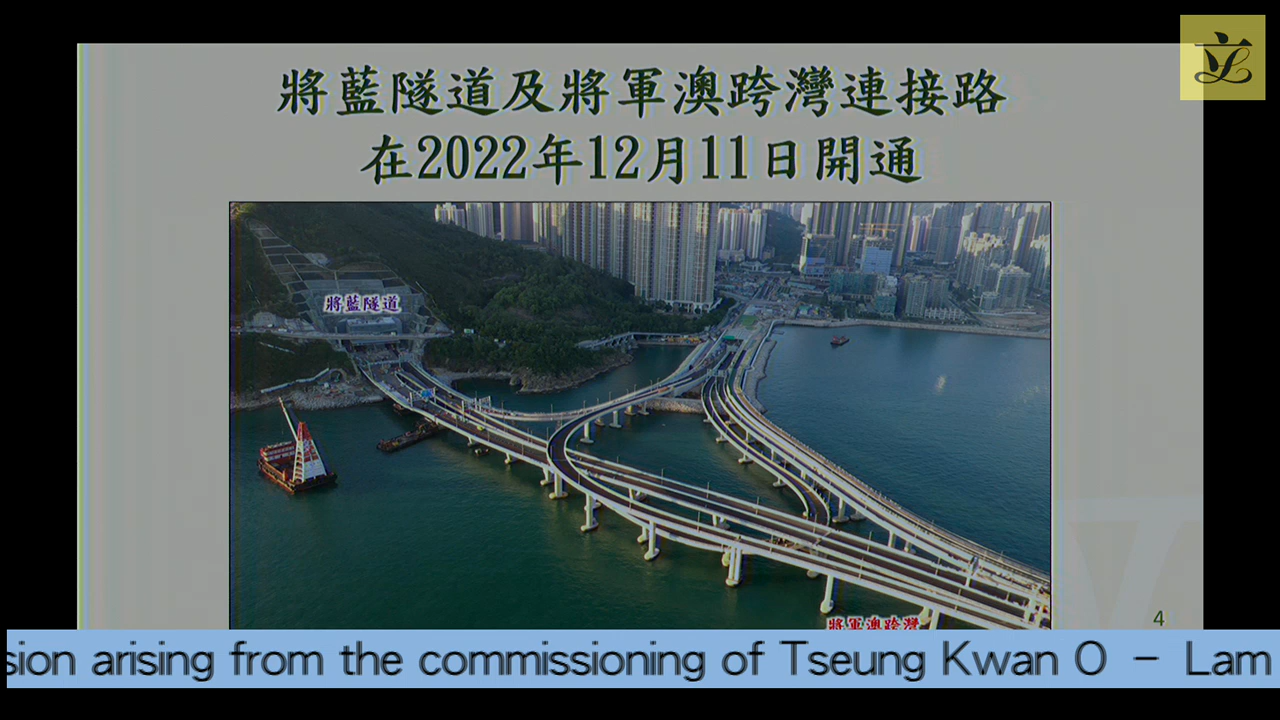 將藍隧道及將軍澳跨灣連接路
在2022年12月11日開通
將藍隧道
將軍澳跨灣
4
sion arising from the commissioning of Tseung Kwan O – Lam